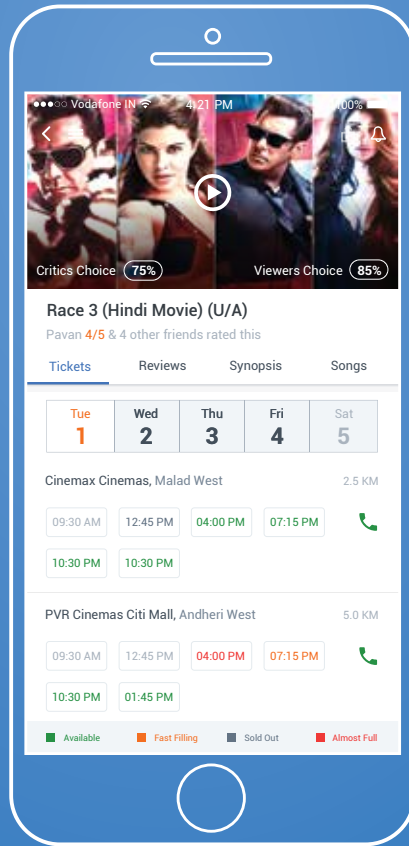 Vodafone IN 4:21 PM 100%
Critics Choice 75% Viewers Choice 85%
Race 3 (Hindi Movie) (U/A)
Pavan 4/5 & 4 other friends rated this
Tickets Reviews Synopsis Songs
Tue Wed Thu Fri Sat
1 2 3 4 5
Cinemax Cinemas, Malad West 2.5 KM
09:30 AM 12:45 PM 04:00 PM 07:15 PM
10:30 PM 10:30 PM
PVR Cinemas Citi Mall, Andheri West 5.0 KM
09:30 AM 12:45 PM 04:00 PM 07:15 PM
10:30 PM 01:45 PM
Available Fast Filling Sold Out Almost Full